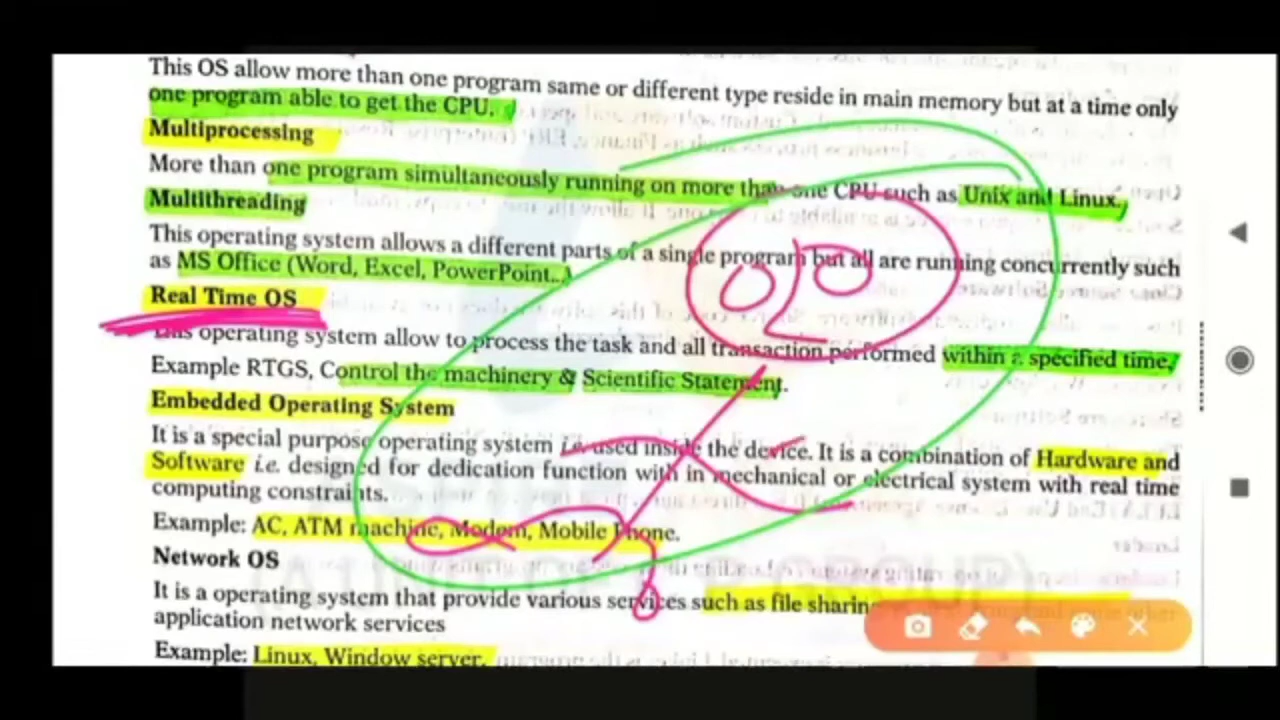 This OS allow more than one program same or different type reside in main memory but at a time only
one program able to get the CPU.
Multiprocessing
More than one program simultaneously running on more than one CPU such as Unix and Linux.
Multithreading
This operating system allows a different parts of a single program but all are running concurrently such
as MS Office (Word, Excel, PowerPoint..)
Real Time OS
This operating system allow to process the task and all transaction performed within a specified time,
Example RTGS, Control the machinery & Scientific Statement.
Embedded Operating System
It is a special purpose operating system i.e. used inside the device. It is a combination of Hardware and
Software i.e. designed for dedication function with in mechanical or electrical system with real time
computing constraints.
Example: AC, ATM machine, Modem, Mobile Phone.
Network OS
It is a operating system that provide various services such as file sharin
application network services
Example: Linux, Window server.